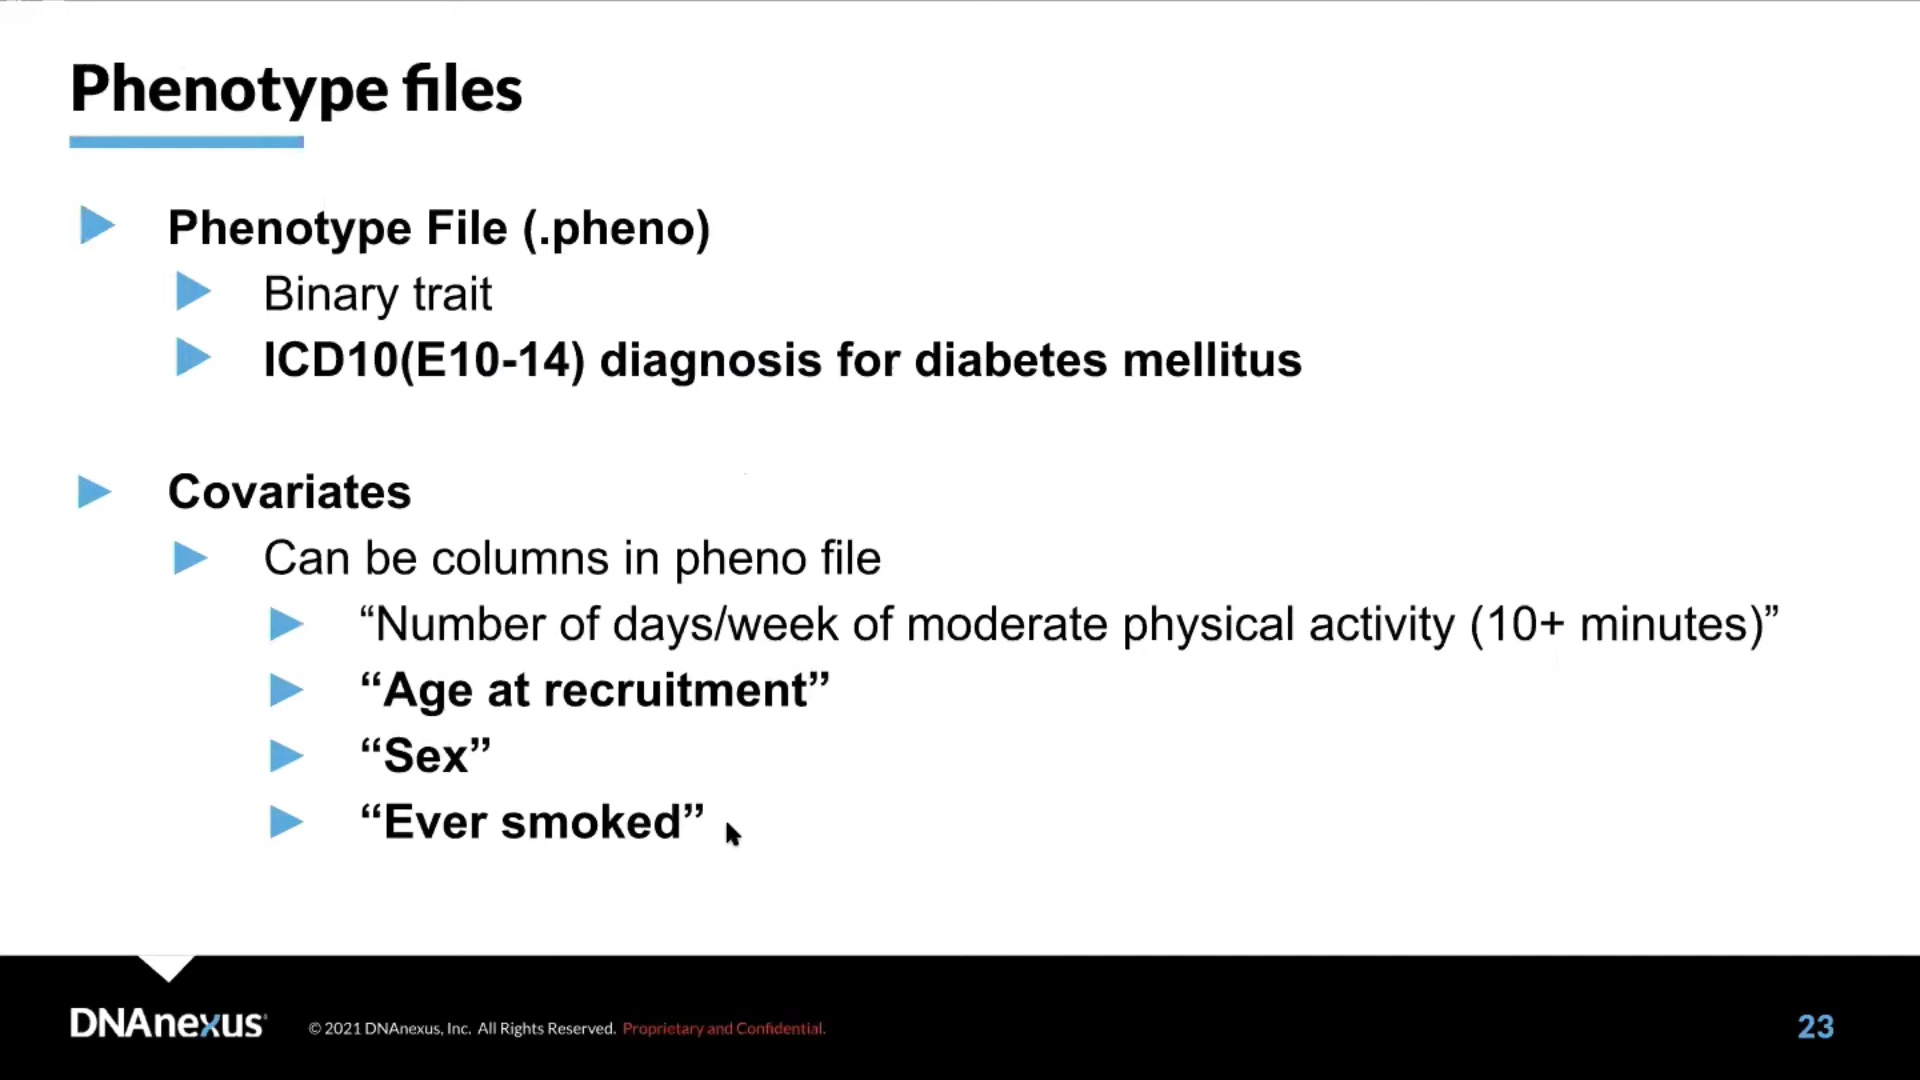 Phenotype files
Phenotype File (.pheno)
Binary trait
ICD10(E10-14) diagnosis for diabetes mellitus
Covariates
Can be columns in pheno file
“Number of days/week of moderate physical activity (10+ minutes)”
“Age at recruitment”
“Sex”
“Ever smoked”
DNAnexus © 2021 DNAnexus, Inc. All Rights Reserved. Proprietary and Confidential. 23